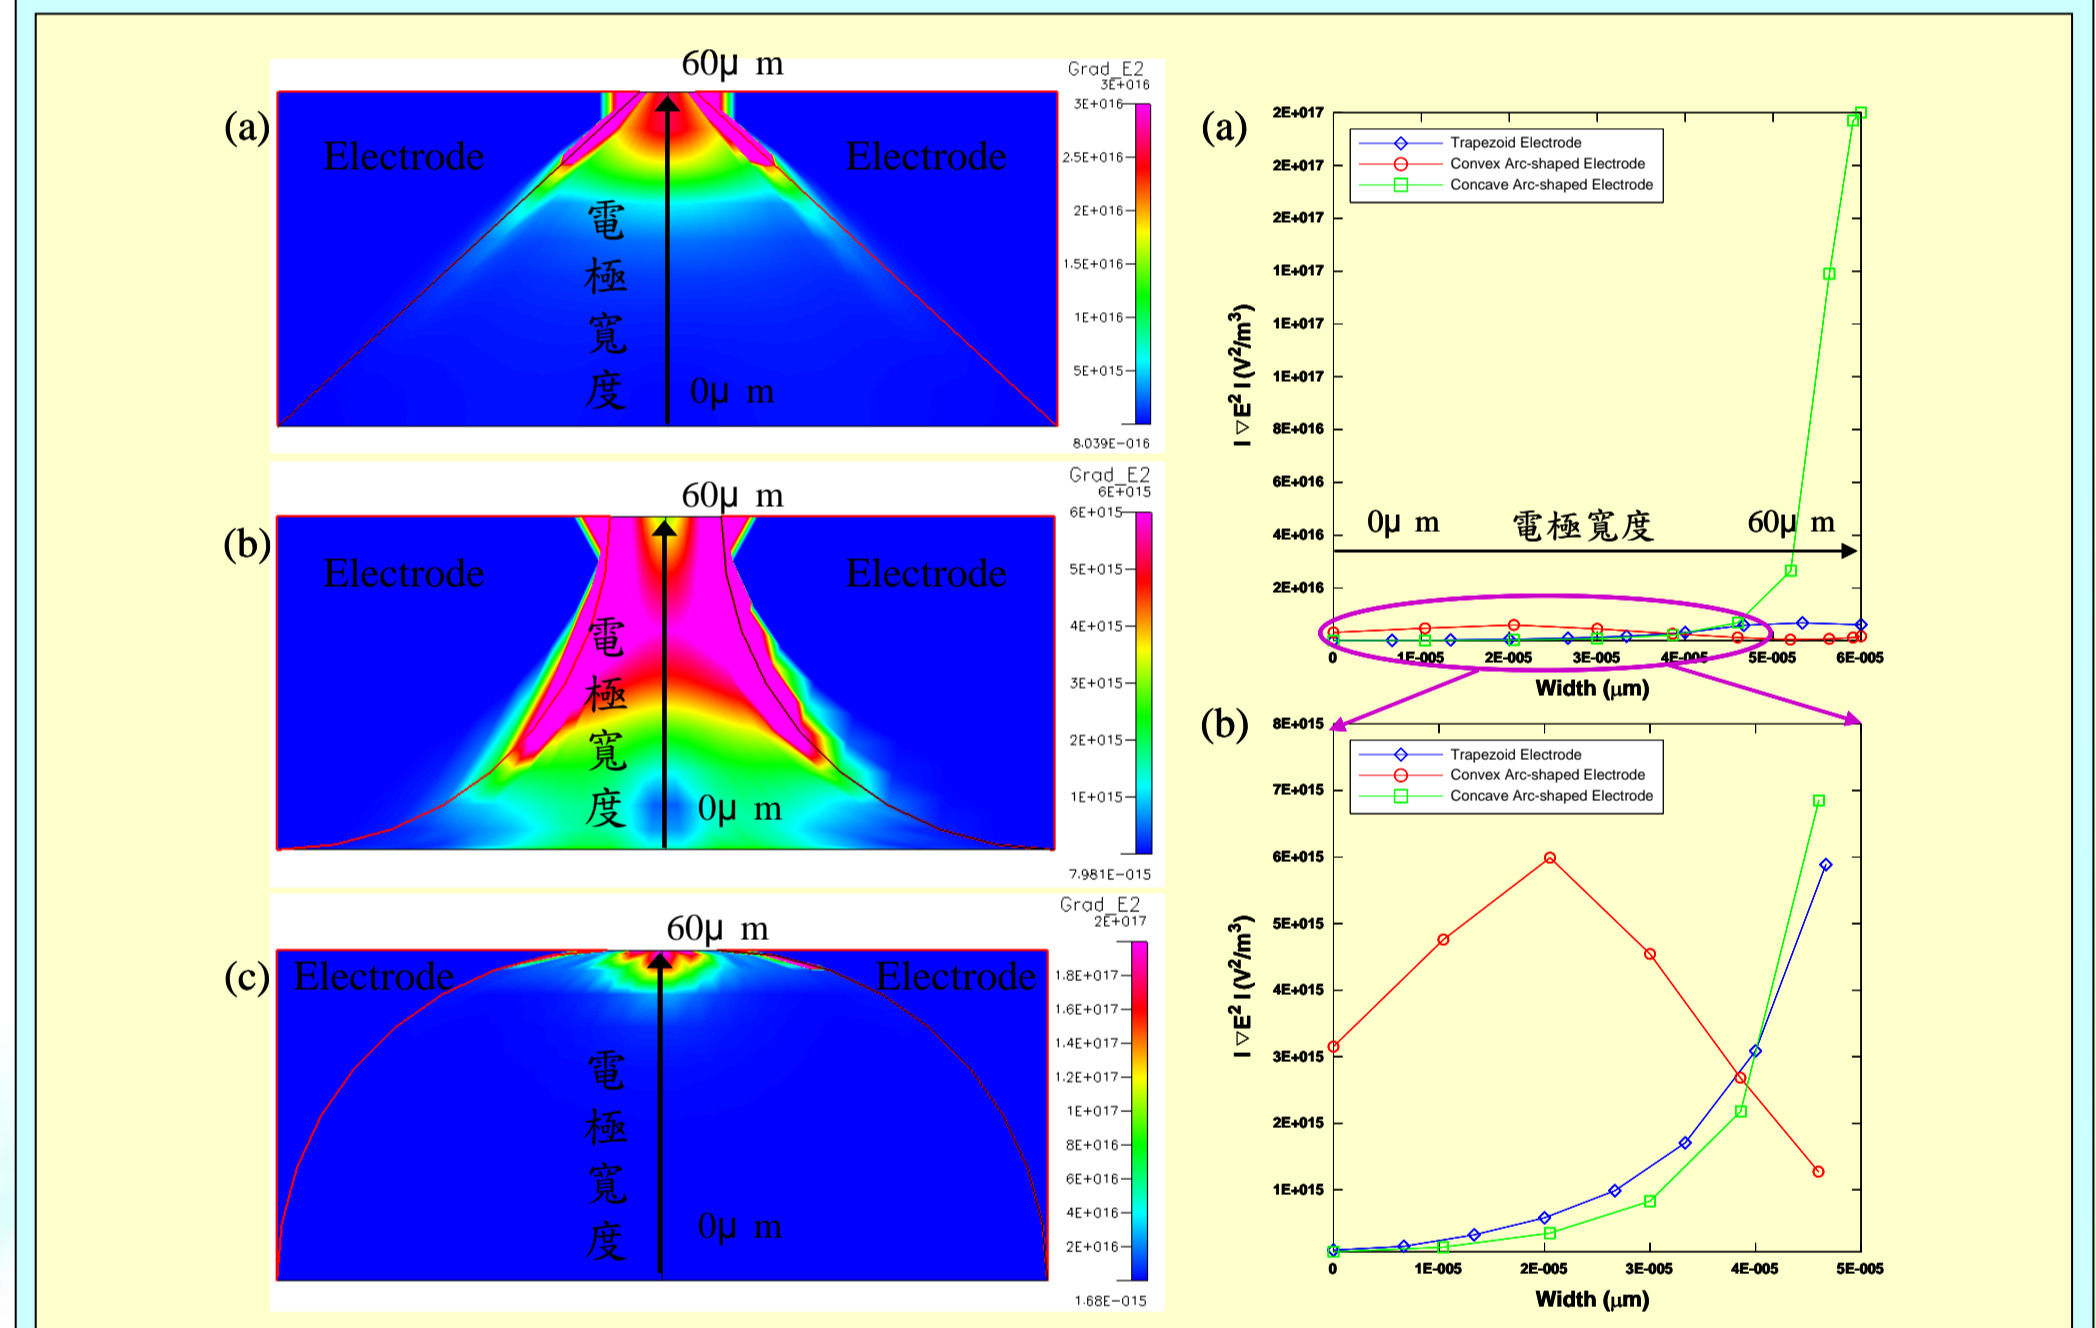 (a)
60μ m
Electrode
Electrode
電極寬度
0μ m
Grad_E2
3E+016
3E+016
2.5E+016
2E+016
1.5E+016
1E+016
5E+015
8.039E-016
(b)
60μ m
Electrode
Electrode
電極寬度
0μ m
Grad_E2
6E+015
6E+015
5E+015
4E+015
3E+015
2E+015
1E+015
7.981E-015
(c)
60μ m
Electrode
Electrode
電極寬度
0μ m
Grad_E2
2E+017
1.8E+017
1.6E+017
1.4E+017
1.2E+017
1E+017
8E+016
6E+016
4E+016
2E+016
1.68E-015
(a)
Trapezoid Electrode
Convex Arc-shaped Electrode
Concave Arc-shaped Electrode
2E+017
2E+017
2E+017
1E+017
1E+017
1E+017
8E+016
6E+016
4E+016
2E+016
I ▽E² I (V²/m³)
0μ m 電極寬度 60μ m
0 1E-005 2E-005 3E-005 4E-005 5E-005 6E-005
Width (μm)
(b)
Trapezoid Electrode
Convex Arc-shaped Electrode
Concave Arc-shaped Electrode
8E+015
7E+015
6E+015
5E+015
4E+015
3E+015
2E+015
1E+015
I ▽E² I (V²/m³)
0 1E-005 2E-005 3E-005 4E-005 5E-005
Width (μm)